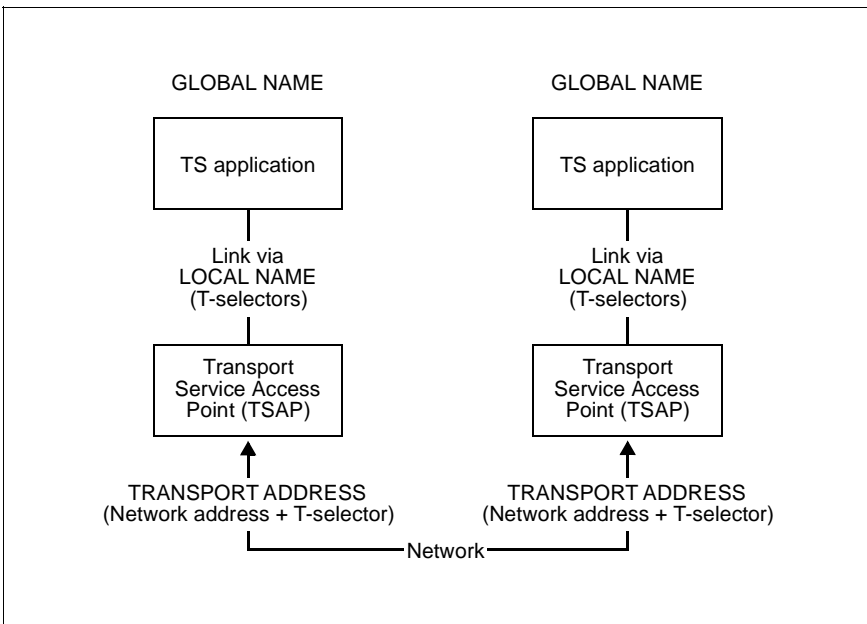 GLOBAL NAME
TS application
Link via
LOCAL NAME
(T-selectors)
Transport
Service Access
Point (TSAP)
TRANSPORT ADDRESS
(Network address + T-selector)
GLOBAL NAME
TS application
Link via
LOCAL NAME
(T-selectors)
Transport
Service Access
Point (TSAP)
TRANSPORT ADDRESS
(Network address + T-selector)
Network